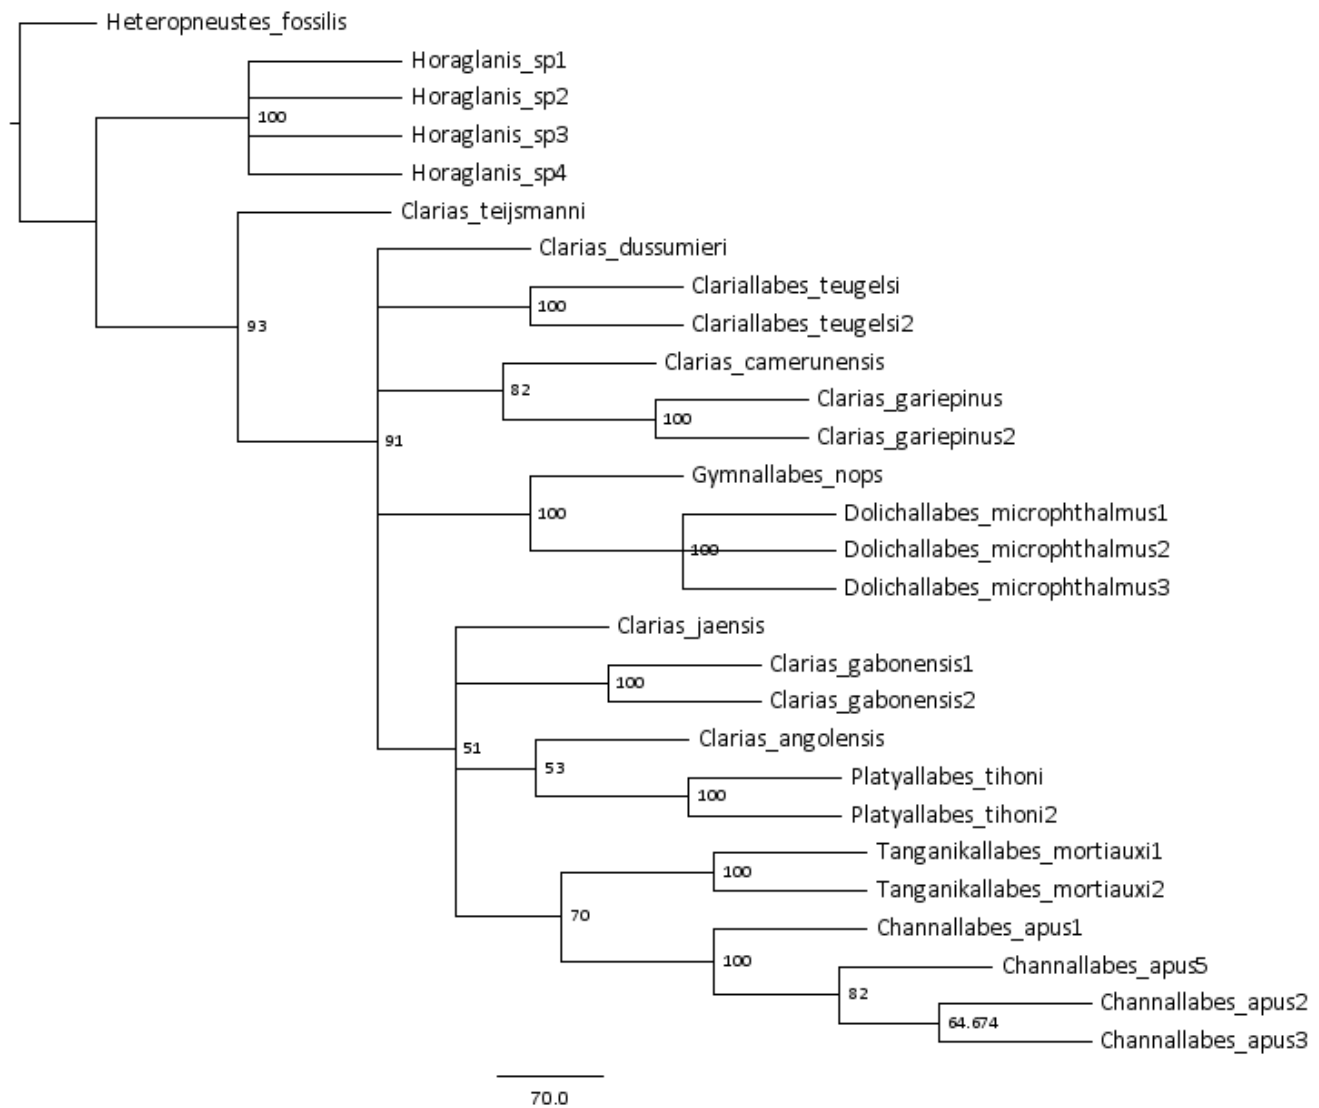 Heteropneustes_fossilis
Horaglanis_sp1
Horaglanis_sp2
100
Horaglanis_sp3
Horaglanis_sp4
Clarias_teijsmanni
Clarias_dussumieri
Clariallabes_teugelsi
100
Clariallabes_teugelsi2
93
Clarias_camerunensis
82
Clarias_gariepinus
100
Clarias_gariepinus2
91
Gymnallabes_nops
100
Dolichallabes_microphthalmus1
100
Dolichallabes_microphthalmus2
Dolichallabes_microphthalmus3
Clarias_jaensis
Clarias_gabonensis1
100
Clarias_gabonensis2
51
Clarias_angolensis
53
Platyallabes_tihoni
100
Platyallabes_tihoni2
Tanganikallabes_mortiauxi1
100
Tanganikallabes_mortiauxi2
70
Channallabes_apus1
100
Channallabes_apus5
82
Channallabes_apus2
64.674
Channallabes_apus3
70.0